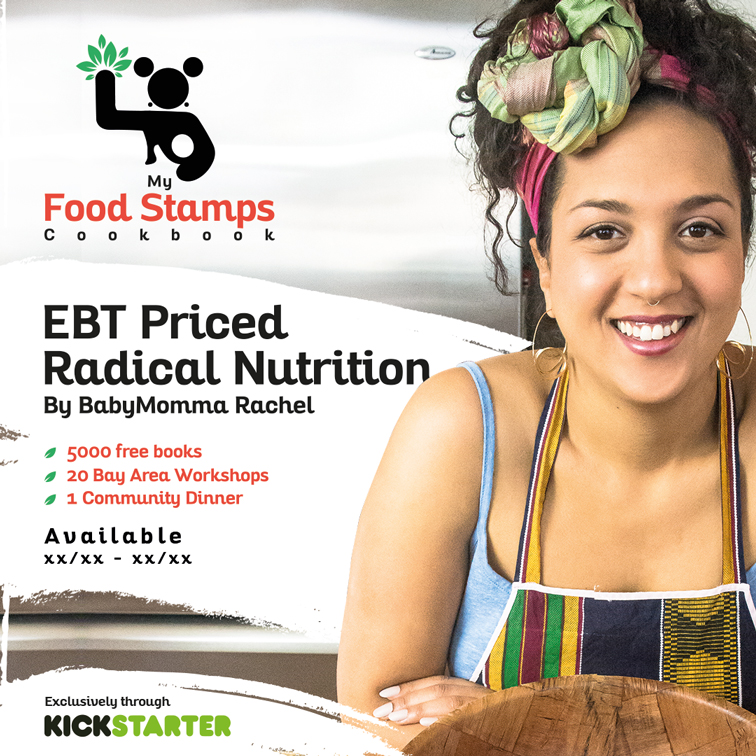 My
Food Stamps
Cookbook
EBT Priced
Radical Nutrition
By BabyMomma Rachel
5000 free books
20 Bay Area Workshops
1 Community Dinner
Available
xx/xx - xx/xx
Exclusively through
KICKSTARTER